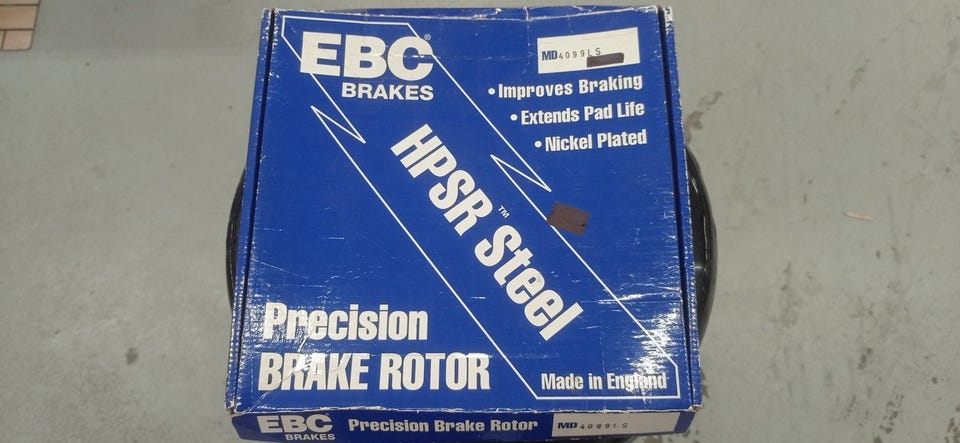 EBC®
BRAKES
MD4099LS
• Improves Braking
• Extends Pad Life
• Nickel Plated
HPSR™ Steel
Precision
BRAKE ROTOR
Made in England
EBC
BRAKES
Precision Brake Rotor
MD4099LS